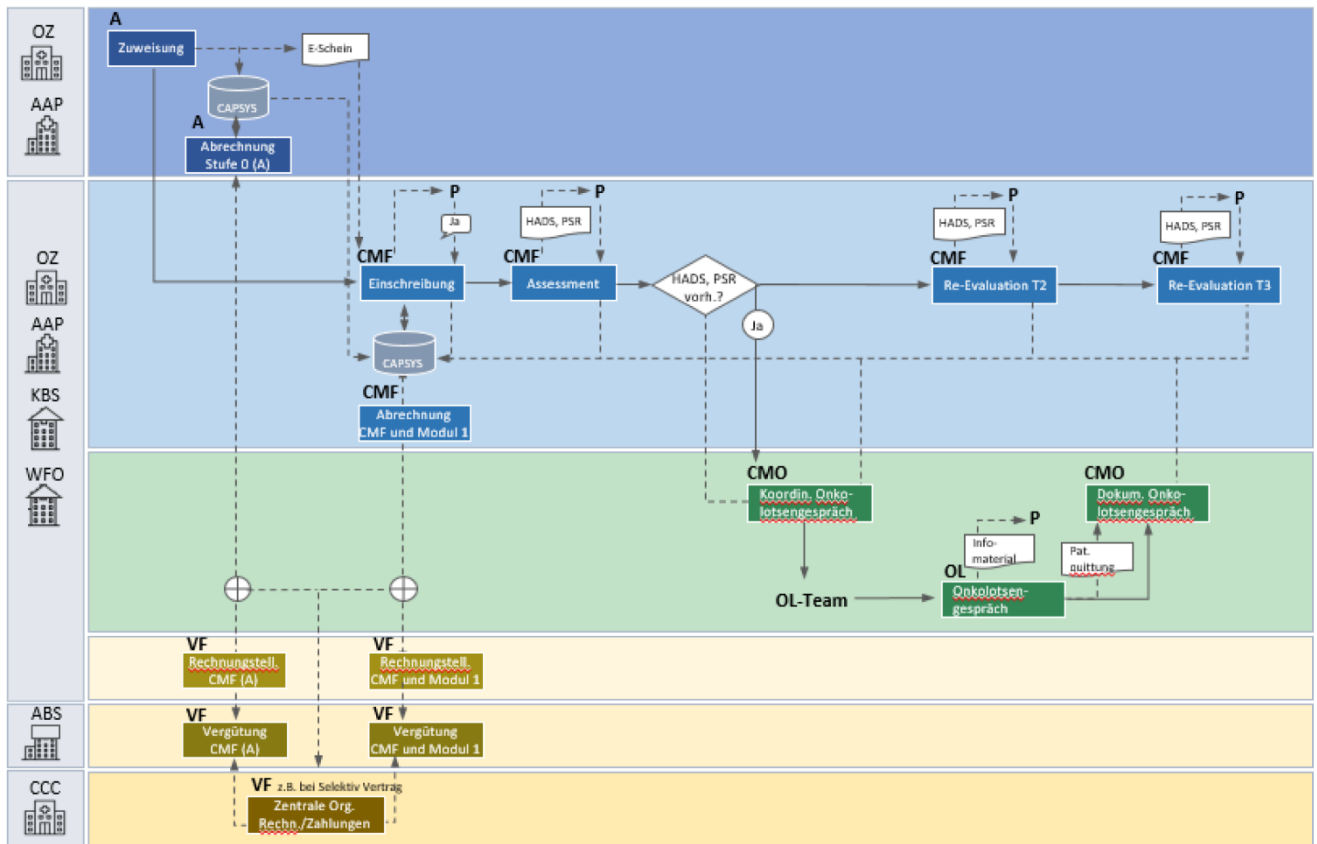 OZ
AAP
A
Zuweisung
E-Schein
CAPSYS
A
Abrechnung
Stufe 0 (A)
OZ
AAP
KBS
WFO
P
Ja
CMF
Einschreibung
P
HADS, PSR
CMF
Assessment
HADS, PSR
vorh.?
Ja
P
HADS, PSR
CMF
Re-Evaluation T2
P
HADS, PSR
CMF
Re-Evaluation T3
CAPSYS
CMF
Abrechnung
CMF und Modul 1
CMO
Koordin. Onko-
lotsengespräch
CMO
Dokum. Onko-
lotsengespräch
P
Info-
material
Pat.
quittung
OL-Team
OL
Onkolotsen-
gespräch
VF
Rechnungstell.
CMF (A)
VF
Rechnungstell.
CMF und Modul 1
ABS
VF
Vergütung
CMF (A)
VF
Vergütung
CMF und Modul 1
CCC
VF z.B. bei Selektiv Vertrag
Zentrale Org.
Rechn./Zahlungen